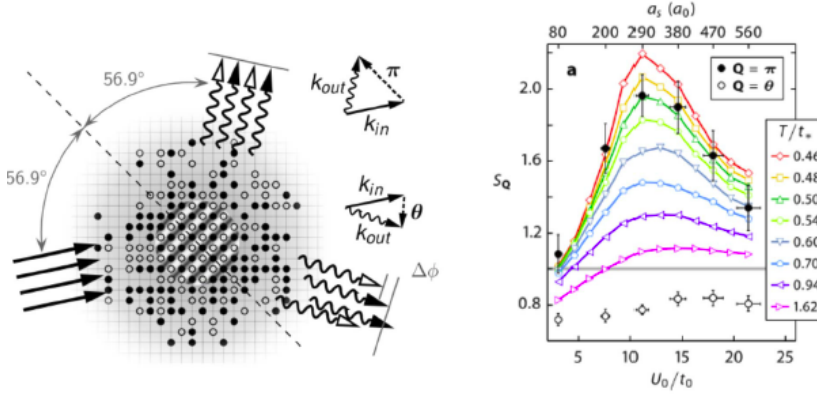 56.9°
56.9°
k_out
π
k_in
k_in
k_out
θ
Δϕ
a_s (a_0)
80 200 290 380 470 560
a
Q = π
Q = θ
2.0
1.6
1.2
0.8
S_Q
T/t_*
0.46
0.48
0.50
0.54
0.60
0.70
0.94
1.62
0 5 10 15 20 25
U_0/t_0